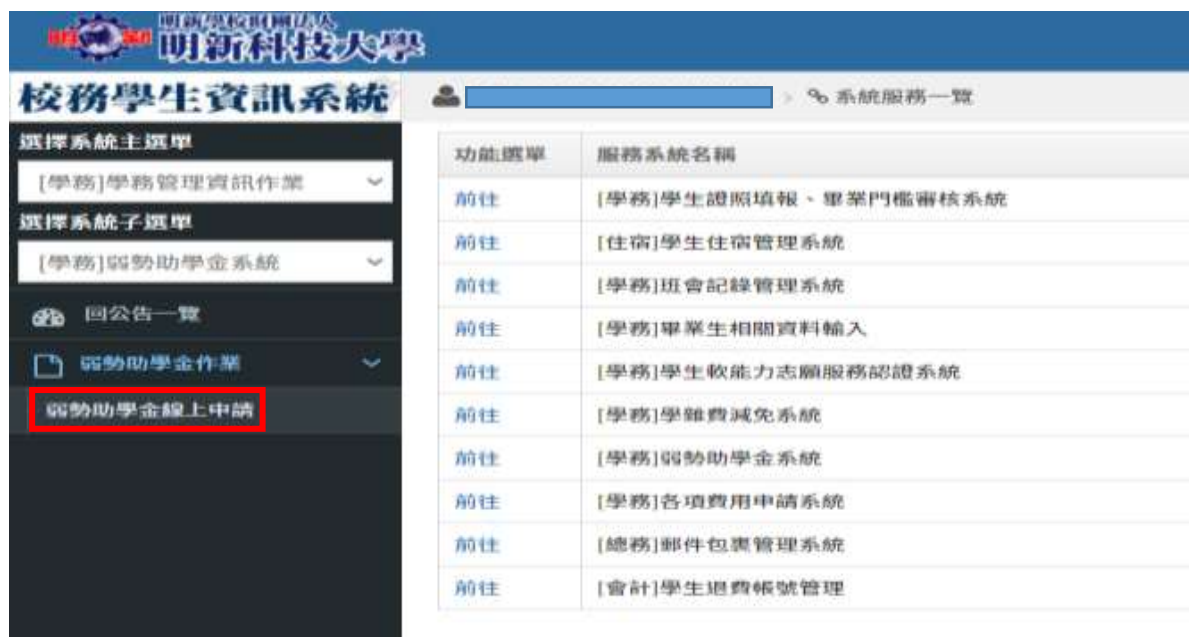 明新學校財團法人
明新科技大學
校務學生資訊系統
系統服務一覽
選擇系統主選單
[學務]學務管理資訊作業
選擇系統子選單
[學務]弱勢助學金系統
回公告一覽
弱勢助學金作業
弱勢助學金線上申請
功能選單 服務系統名稱
前往 [學務]學生證照填報、畢業門檻審核系統
前往 [住宿]學生住宿管理系統
前往 [學務]班會記錄管理系統
前往 [學務]畢業生相關資料輸入
前往 [學務]學生軟能力志願服務認證系統
前往 [學務]學雜費減免系統
前往 [學務]弱勢助學金系統
前往 [學務]各項費用申請系統
前往 [總務]郵件包裹管理系統
前往 [會計]學生退費帳號管理